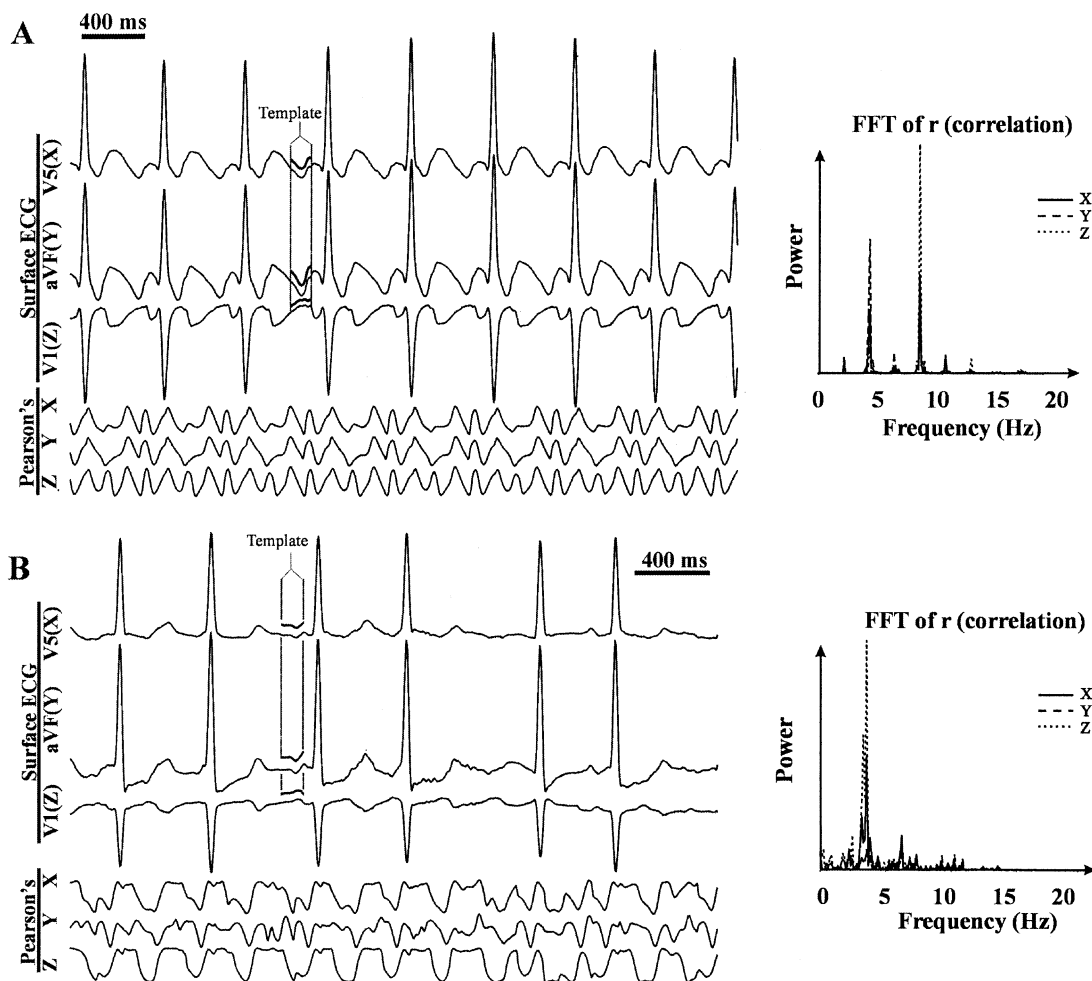 A
400 ms
Template
Surface ECG
V5(X)
aVF(Y)
V1(Z)
Pearson's
X
Y
Z
FFT of r (correlation)
Power
X
Y
Z
0 5 10 15 20
Frequency (Hz)
B
Template
400 ms
Surface ECG
V5(X)
aVF(Y)
V1(Z)
Pearson's
X
Y
Z
FFT of r (correlation)
Power
X
Y
Z
0 5 10 15 20
Frequency (Hz)